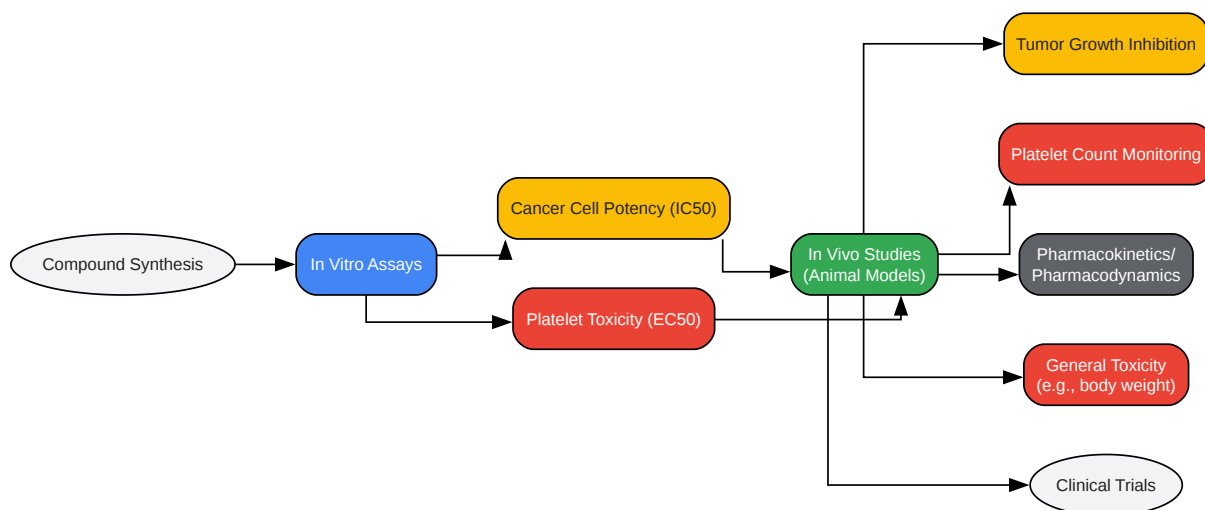 Compound Synthesis
In Vitro Assays
Cancer Cell Potency (IC50)
Platelet Toxicity (EC50)
In Vivo Studies
(Animal Models)
Tumor Growth Inhibition
Platelet Count Monitoring
Pharmacokinetics/
Pharmacodynamics
General Toxicity
(e.g., body weight)
Clinical Trials